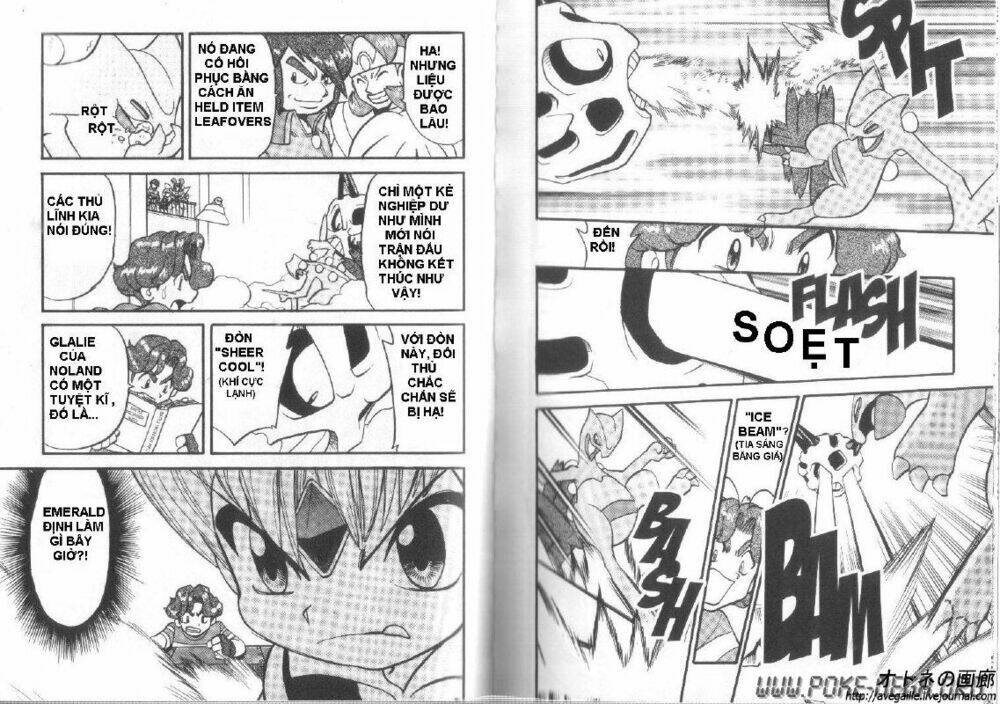 SPLIT
ĐẾN
RỒI!
FLASH
SOẸT
"ICE
BEAM"?
(TIA SÁNG
BĂNG GIÁ)
BAM
BASH
HA!
NHƯNG
LIỆU
ĐƯỢC
BAO
LÂU!
NÓ ĐANG
CỐ HỒI
PHỤC BẰNG
CÁCH ĂN
HELD ITEM
LEAFOVERS
RỘT
RỘT
CHỈ MỘT KẺ
NGHIỆP DƯ
NHƯ MÌNH
MỚI NÓI
TRẬN ĐẤU
KHÔNG KẾT
THÚC NHƯ
VẬY!
CÁC THỦ
LĨNH KIA
NÓI ĐÚNG!
VỚI ĐÒN
NÀY, ĐỐI
THỦ
CHẮC
CHẮN SẼ
BỊ HẠ!
ĐÒN
"SHEER
COOL"!
(KHÍ CỰC
LẠNH)
GLALIE
CỦA
NOLAND
CÓ MỘT
TUYỆT KĨ,
ĐÓ LÀ...
EMERALD
ĐỊNH LÀM
GÌ BÂY
GIỜ?!
オトネの画廊
http://avegaille.livejournal.com